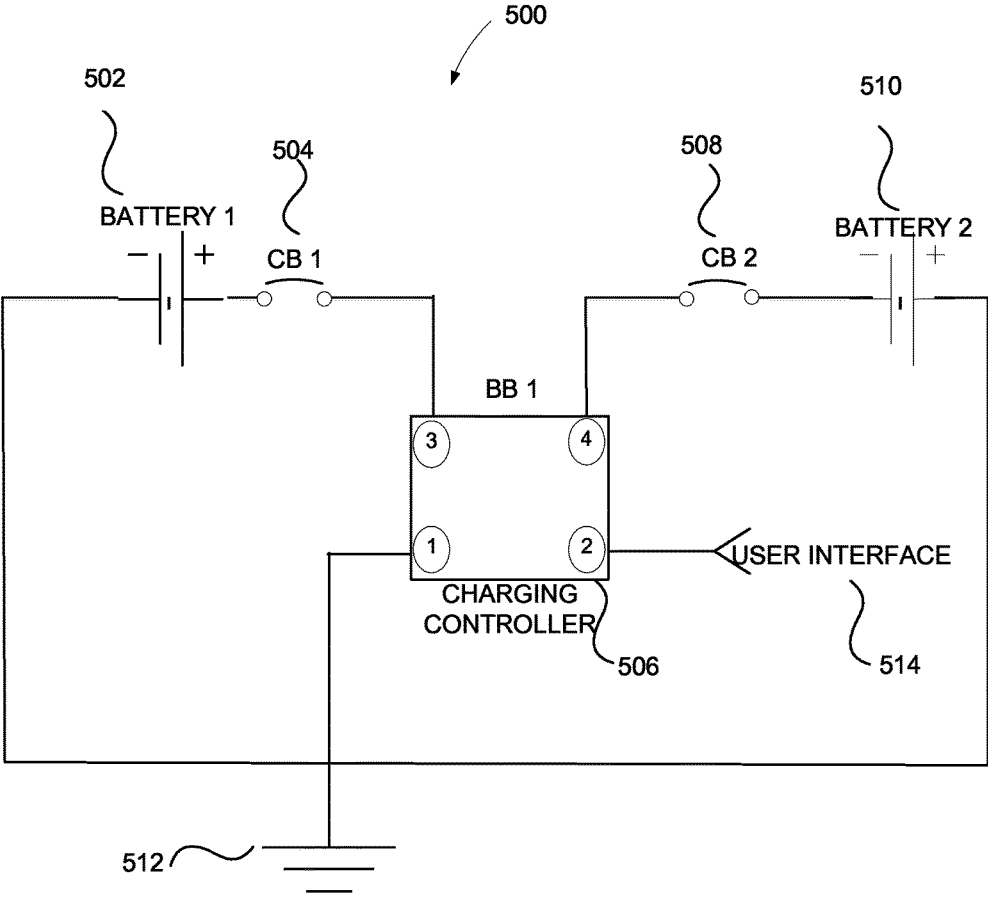 500
502
510
504
508
BATTERY 1
BATTERY 2
− +
CB 1
CB 2
− +
BB 1
3
4
1
2
USER INTERFACE
CHARGING
CONTROLLER
506
514
512